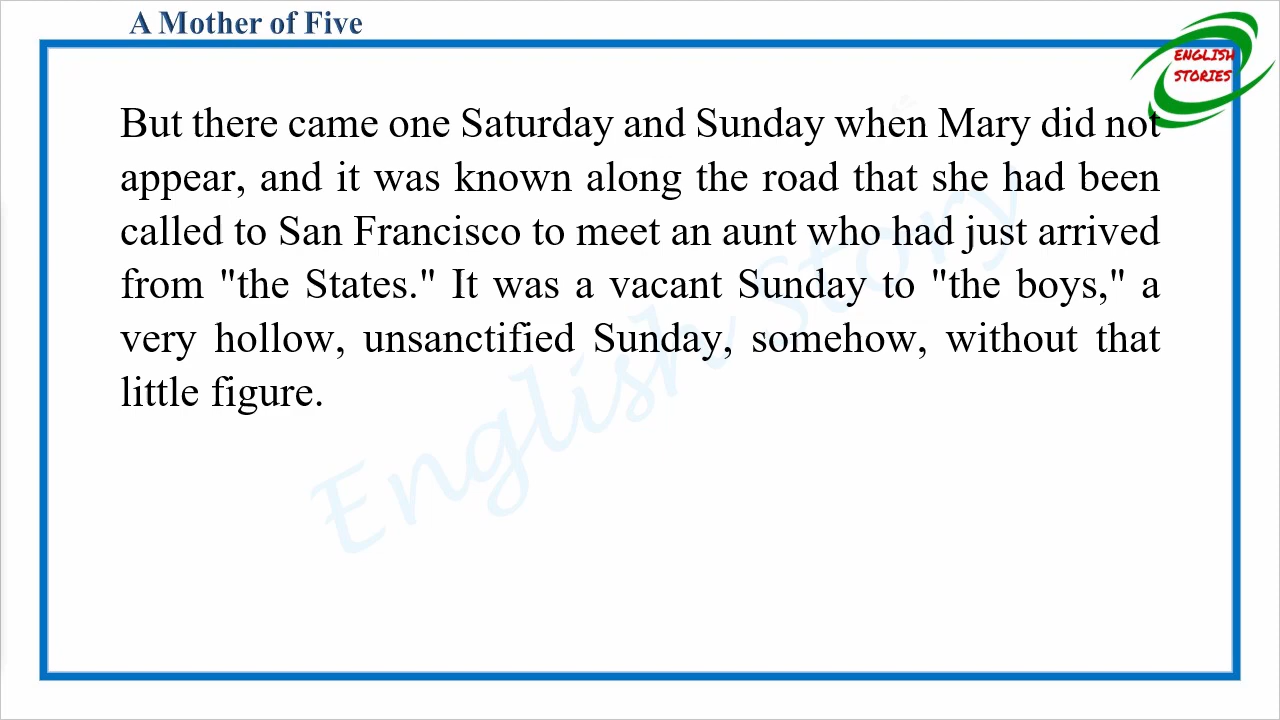 A Mother of Five
ENGLISH
STORIES
But there came one Saturday and Sunday when Mary did not
appear, and it was known along the road that she had been
called to San Francisco to meet an aunt who had just arrived
from "the States." It was a vacant Sunday to "the boys," a
very hollow, unsanctified Sunday, somehow, without that
little figure.
English Story